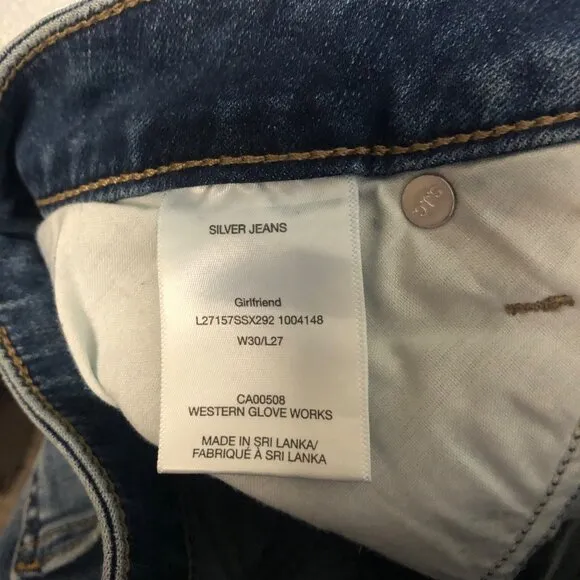 SILVER JEANS
Girlfriend
L27157SSX292 1004148
W30/L27
CA00508
WESTERN GLOVE WORKS
MADE IN SRI LANKA/
FABRIQUÉ À SRI LANKA